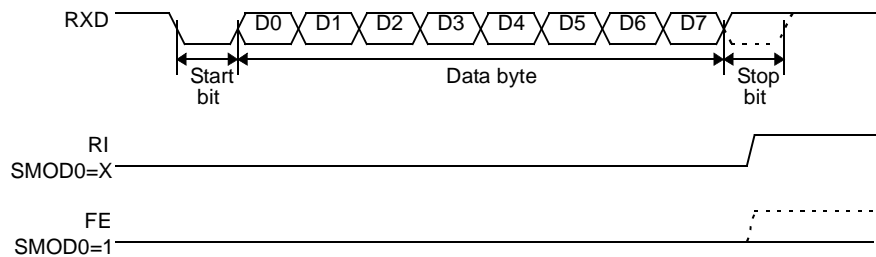 RXD D0 D1 D2 D3 D4 D5 D6 D7
Start bit
Data byte
Stop bit
RI
SMOD0=X
FE
SMOD0=1